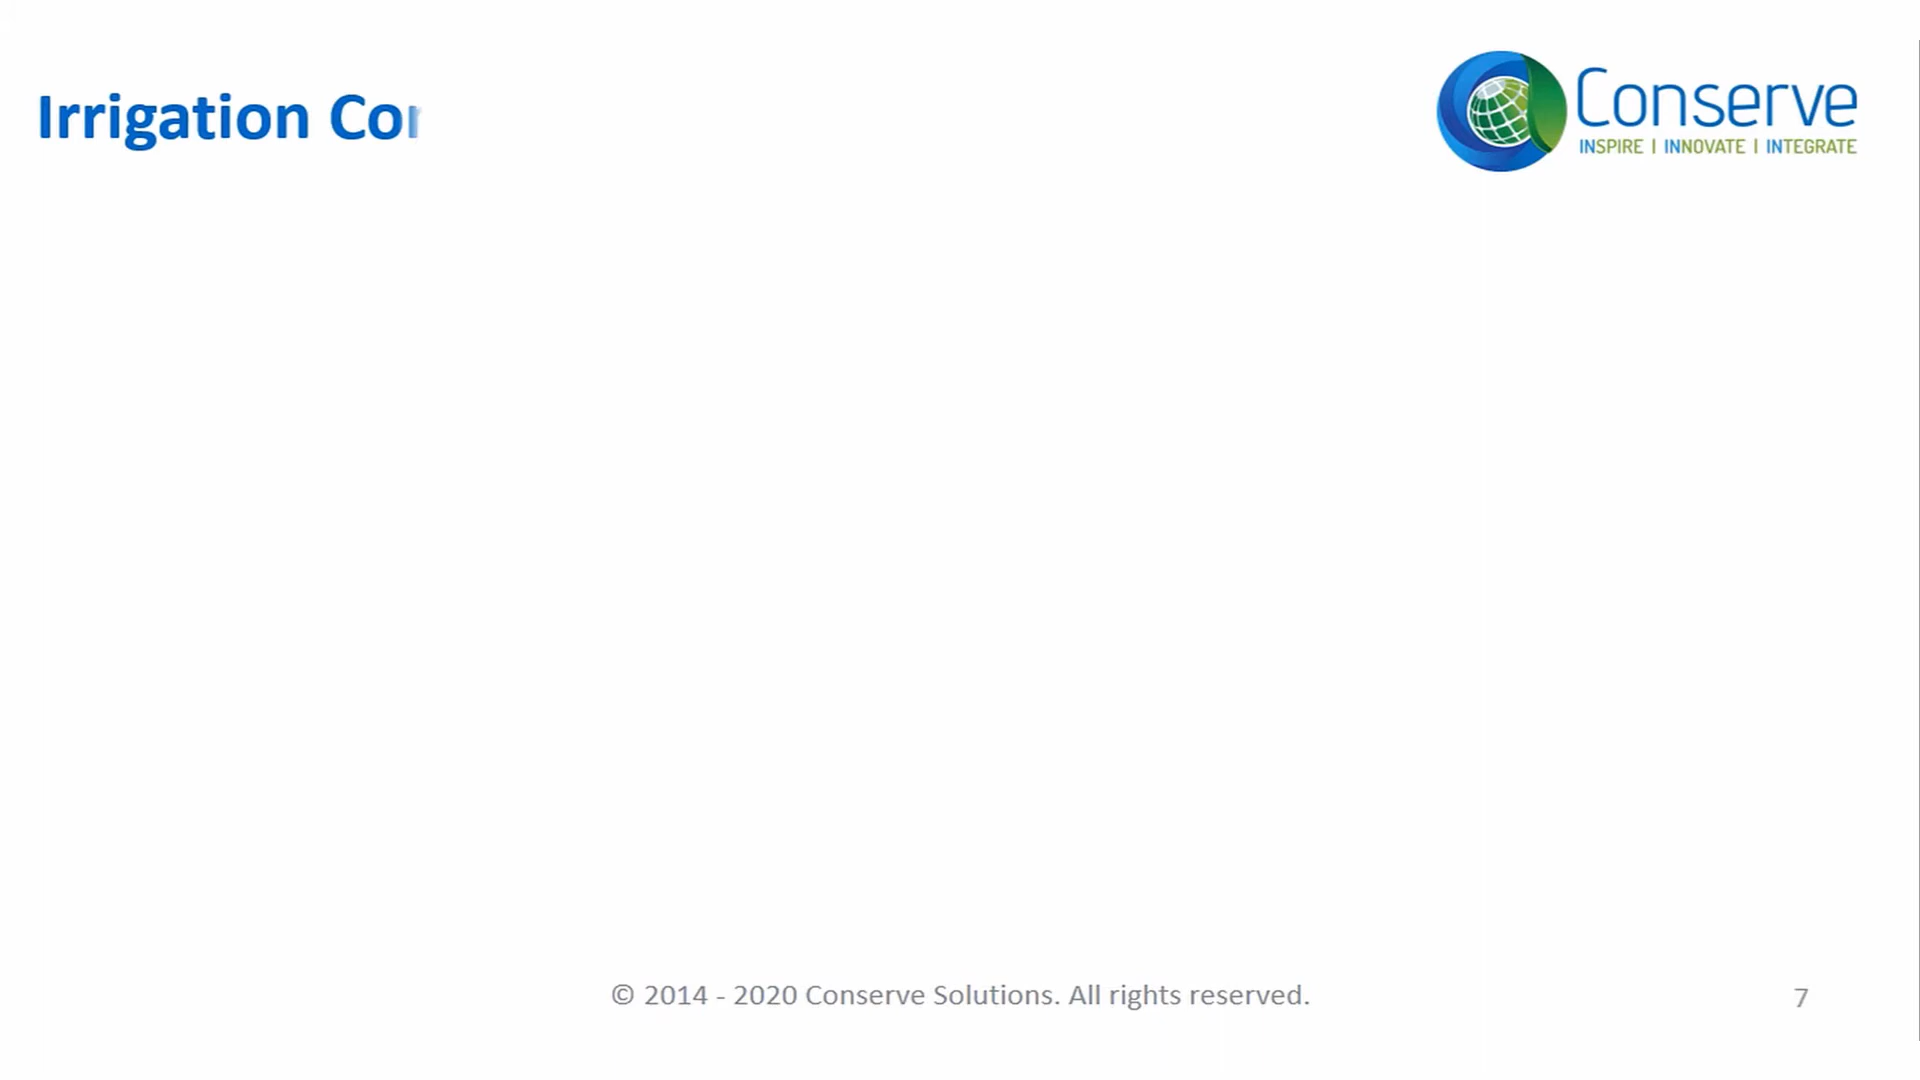 Irrigation Co
Conserve
INSPIRE | INNOVATE | INTEGRATE
© 2014 - 2020 Conserve Solutions. All rights reserved.
7